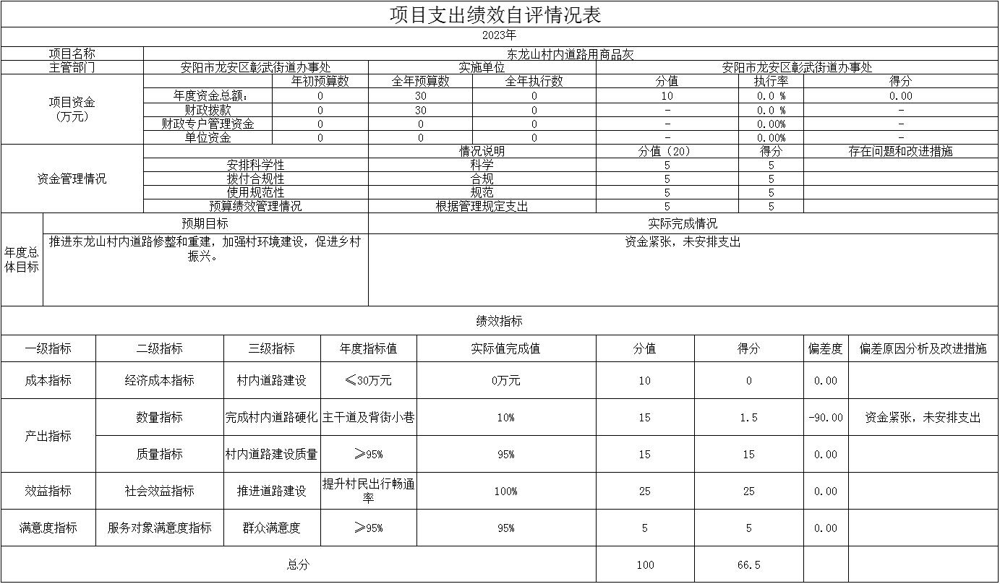 项目支出绩效自评情况表
2023年
项目名称 东龙山村内道路用商品灰
主管部门 安阳市龙安区彰武街道办事处 实施单位 安阳市龙安区彰武街道办事处
项目资金
(万元)
年初预算数 全年预算数 全年执行数 分值 执行率 得分
年度资金总额: 0 30 0 10 0.0 % 0.00
财政拨款 0 30 0 - 0.0 % -
财政专户管理资金 0 0 0 - 0.00% -
单位资金 0 0 0 - 0.00% -
资金管理情况
情况说明 分值（20） 得分 存在问题和改进措施
安排科学性 科学 5 5
拨付合规性 合规 5 5
使用规范性 规范 5 5
预算绩效管理情况 根据管理规定支出 5 5
年度总
体目标
预期目标 实际完成情况
推进东龙山村内道路修整和重建，加强村环境建设，促进乡村
振兴。
资金紧张，未安排支出
绩效指标
一级指标 二级指标 三级指标 年度指标值 实际值完成值 分值 得分 偏差度 偏差原因分析及改进措施
成本指标 经济成本指标 村内道路建设 ≤30万元 0万元 10 0 0.00
产出指标
数量指标 完成村内道路硬化 主干道及背街小巷 10% 15 1.5 -90.00 资金紧张，未安排支出
质量指标 村内道路建设质量 ≥95% 95% 15 15 0.00
效益指标 社会效益指标 推进道路建设 提升村民出行畅通
率
100% 25 25 0.00
满意度指标 服务对象满意度指标 群众满意度 ≥95% 95% 5 5 0.00
总分 100 66.5